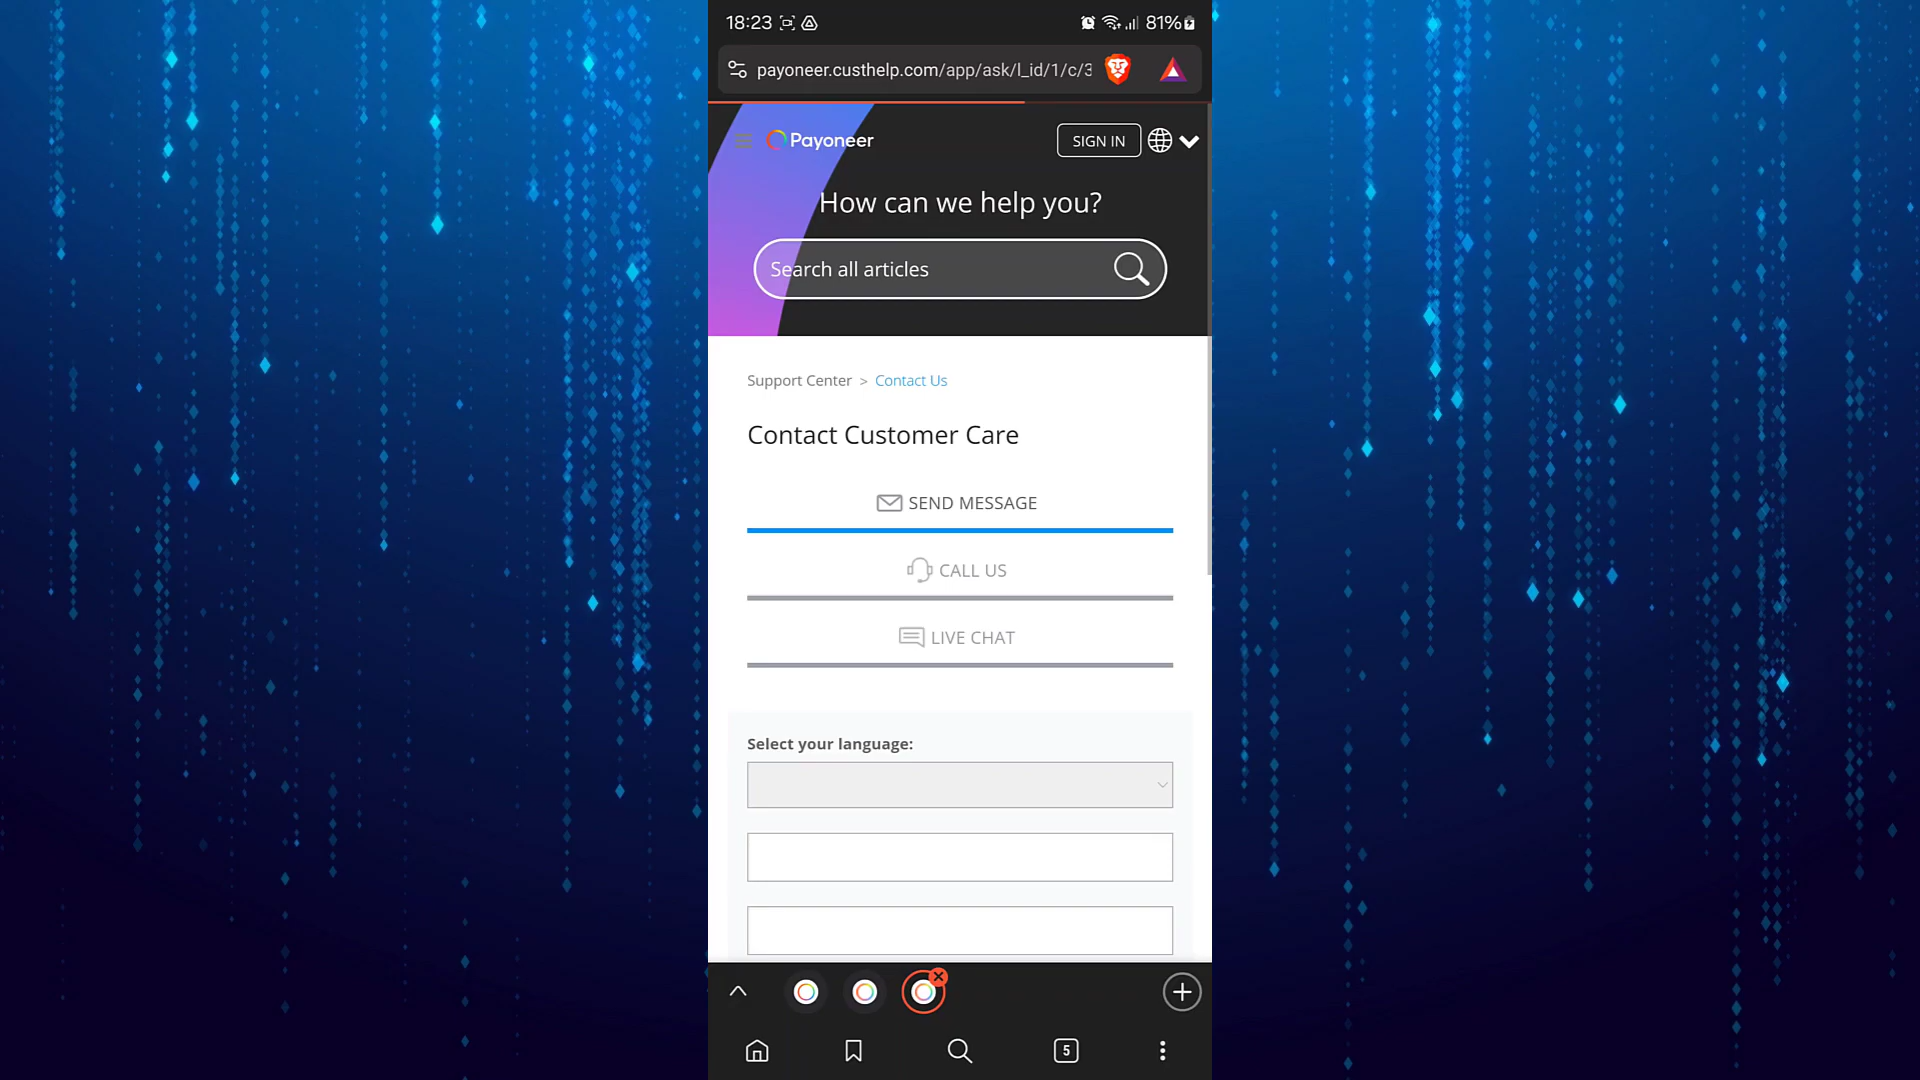 18:23 81%
payoneer.custhelp.com/app/ask/l_id/1/c/3
Payoneer SIGN IN
How can we help you?
Search all articles
Support Center > Contact Us
Contact Customer Care
SEND MESSAGE
CALL US
LIVE CHAT
Select your language:
5